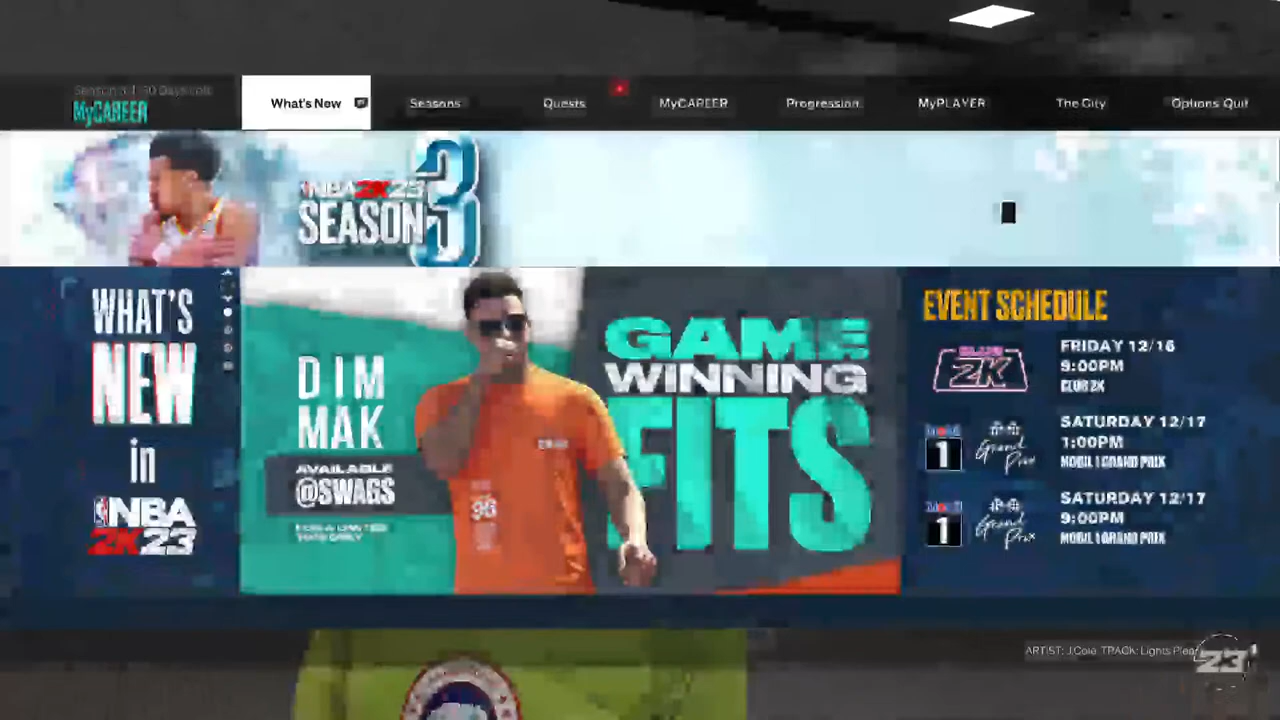 MyCAREER
What's New
Seasons
Quests
MyCAREER
Progression
MyPLAYER
The City
Options Quit
NBA2K23
SEASON 3
WHAT'S
NEW
in
NBA
2K23
DIM
MAK
AVAILABLE
@SWAGS
96
GAME
WINNING
FITS
EVENT SCHEDULE
2K
FRIDAY 12/16
9:00PM
CLUB 2K
1
Grand
Prix
SATURDAY 12/17
1:00PM
MOBIL 1 GRAND PRIX
1
Grand
Prix
SATURDAY 12/17
9:00PM
MOBIL 1 GRAND PRIX
ARTIST: J.Cole TRACK: Lights Plea
23